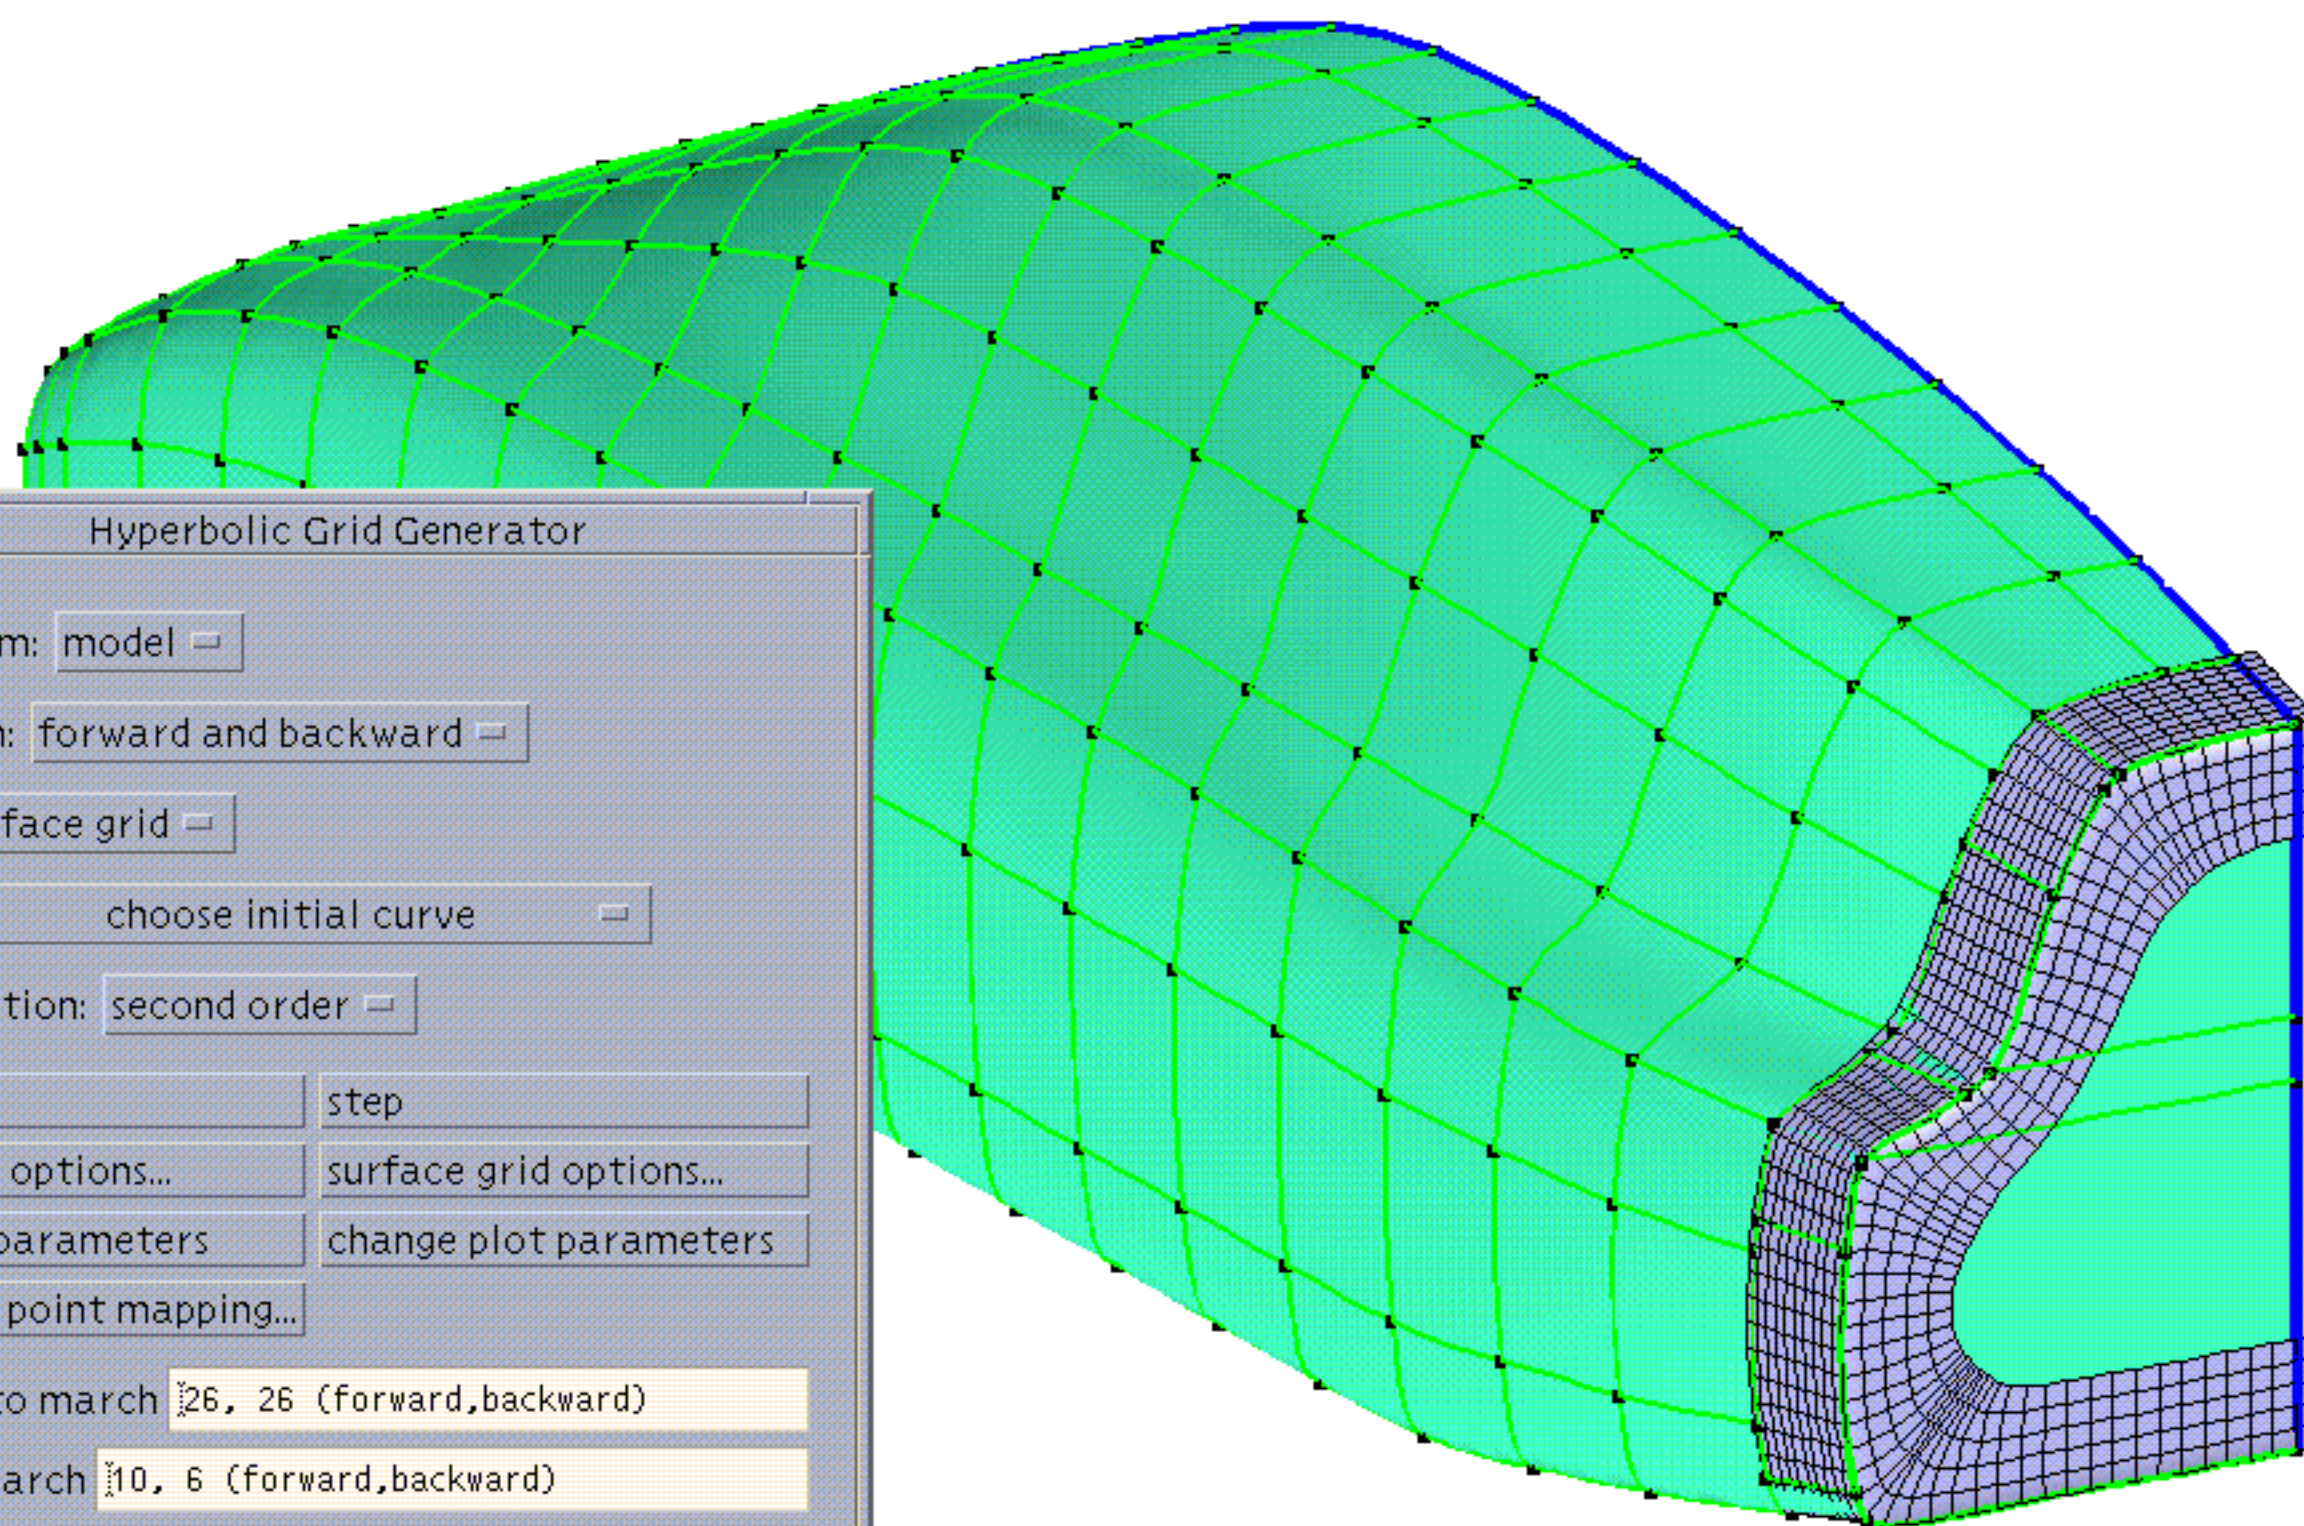 Hyperbolic Grid Generator
m: model
n: forward and backward
face grid
choose initial curve
tion: second order
step
options... surface grid options...
parameters change plot parameters
point mapping...
to march 26, 26 (forward,backward)
arch 10, 6 (forward,backward)